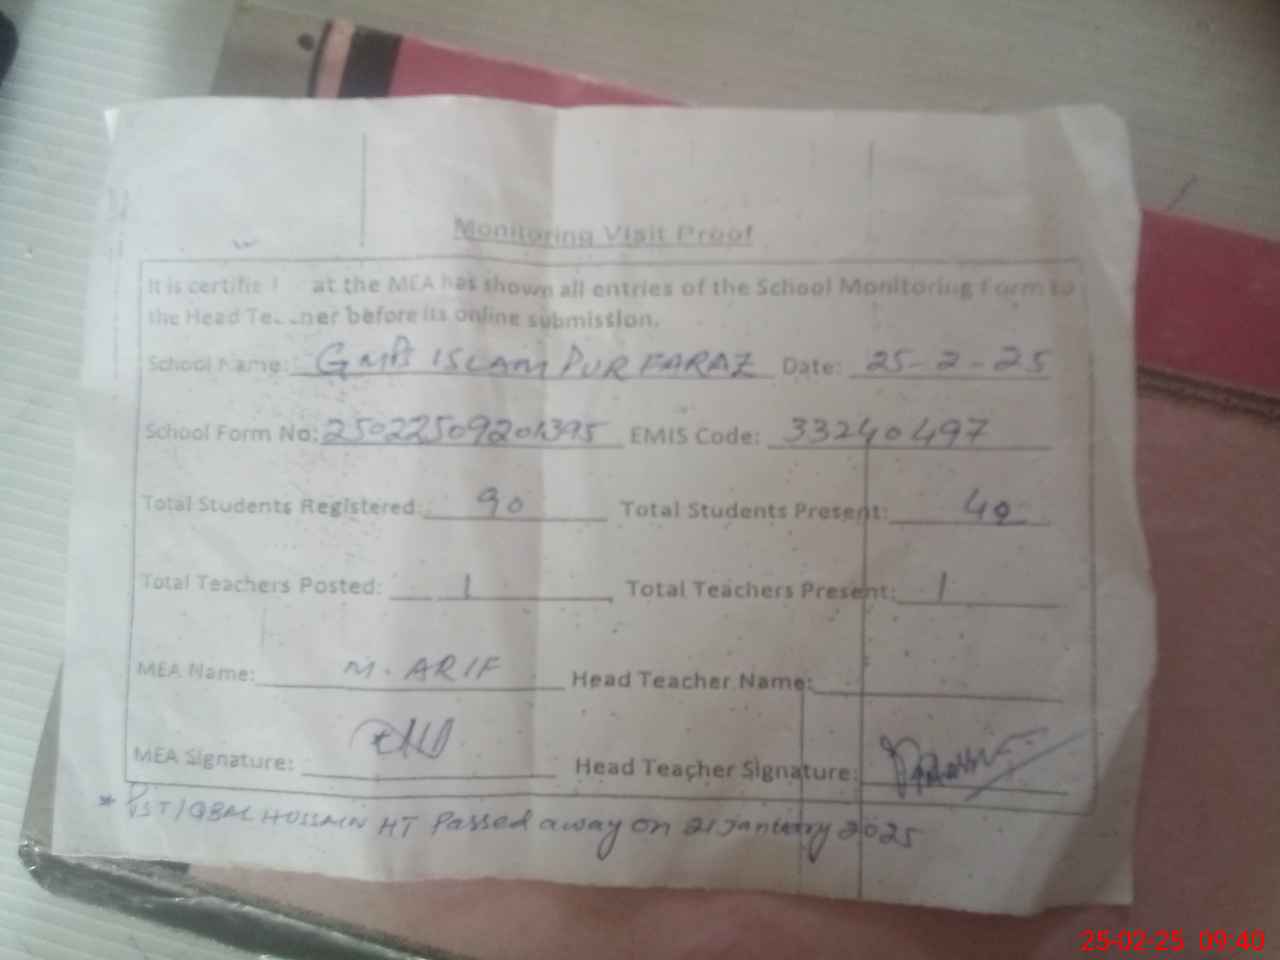 Monitoring Visit Proof
It is certifie at the MEA has shown all entries of the School Monitoring Form to
the Head Teacher before its online submission.
School Name: GMPS ISLAM PUR FARAZ Date: 25-2-25
School Form No: 25022509201395 EMIS Code: 33240497
Total Students Registered: 90 Total Students Present: 40
Total Teachers Posted: 1 Total Teachers Present: 1
MEA Name: M. ARIF Head Teacher Name:
MEA Signature: Head Teacher Signature:
* PST IQBAL HUSSAIN HT Passed away on 21 January 2025
25-02-25 09:40